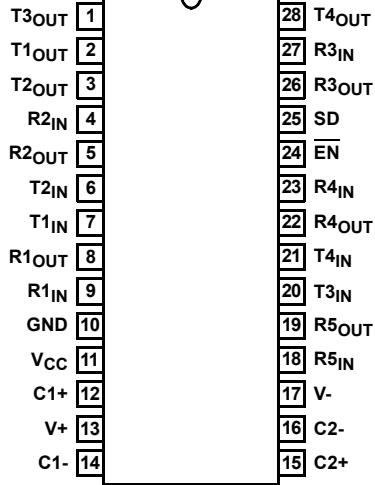 T3OUT 1 28 T4OUT
T1OUT 2 27 R3IN
T2OUT 3 26 R3OUT
R2IN 4 25 SD
R2OUT 5 24 E̅N̅
T2IN 6 23 R4IN
T1IN 7 22 R4OUT
R1OUT 8 21 T4IN
R1IN 9 20 T3IN
GND 10 19 R5OUT
VCC 11 18 R5IN
C1+ 12 17 V-
V+ 13 16 C2-
C1- 14 15 C2+